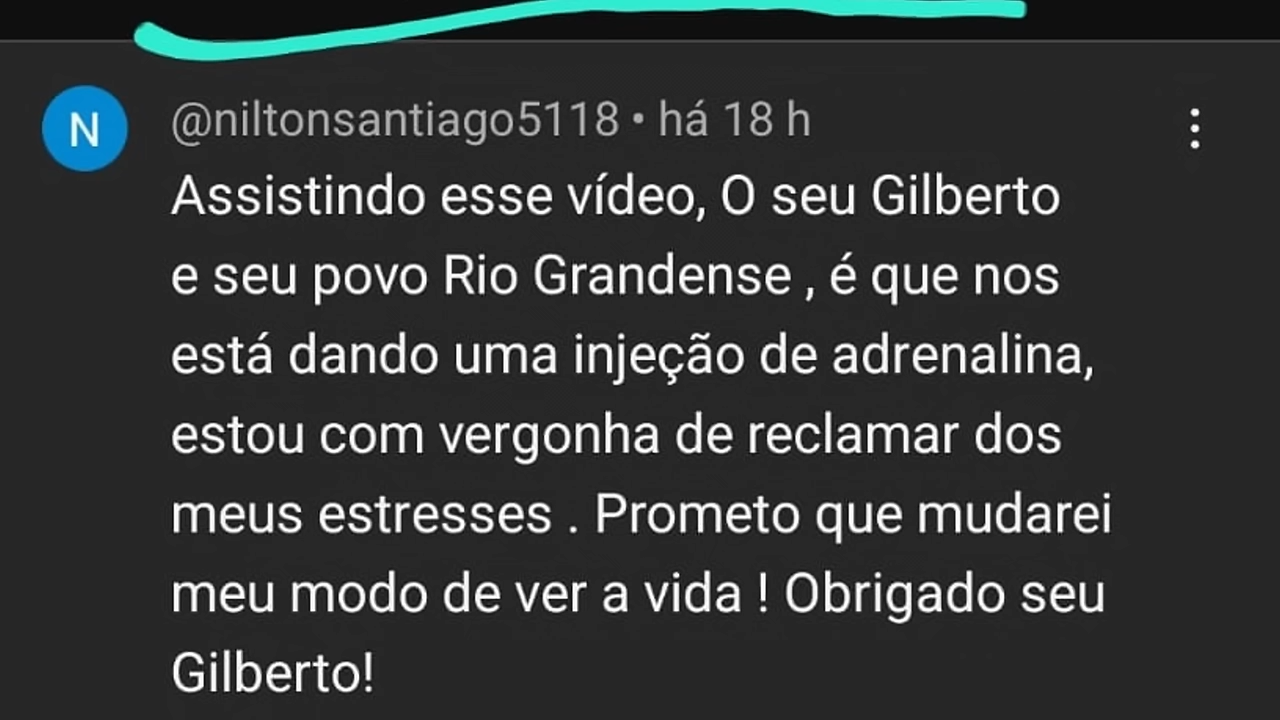 N
@niltonsantiago5118 • há 18 h
Assistindo esse vídeo, O seu Gilberto
e seu povo Rio Grandense , é que nos
está dando uma injeção de adrenalina,
estou com vergonha de reclamar dos
meus estresses . Prometo que mudarei
meu modo de ver a vida ! Obrigado seu
Gilberto!